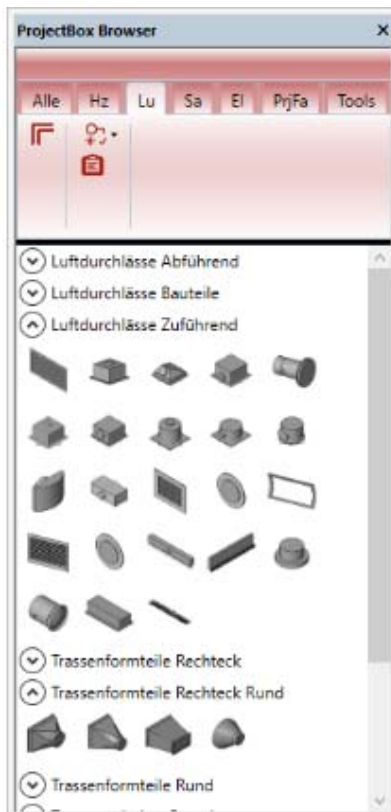 ProjectBox Browser
Alle Hz Lu Sa El PrjFa Tools
Luftdurchlässe Abführend
Luftdurchlässe Bauteile
Luftdurchlässe Zuführend
Trassenformteile Rechteck
Trassenformteile Rechteck Rund
Trassenformteile Rund